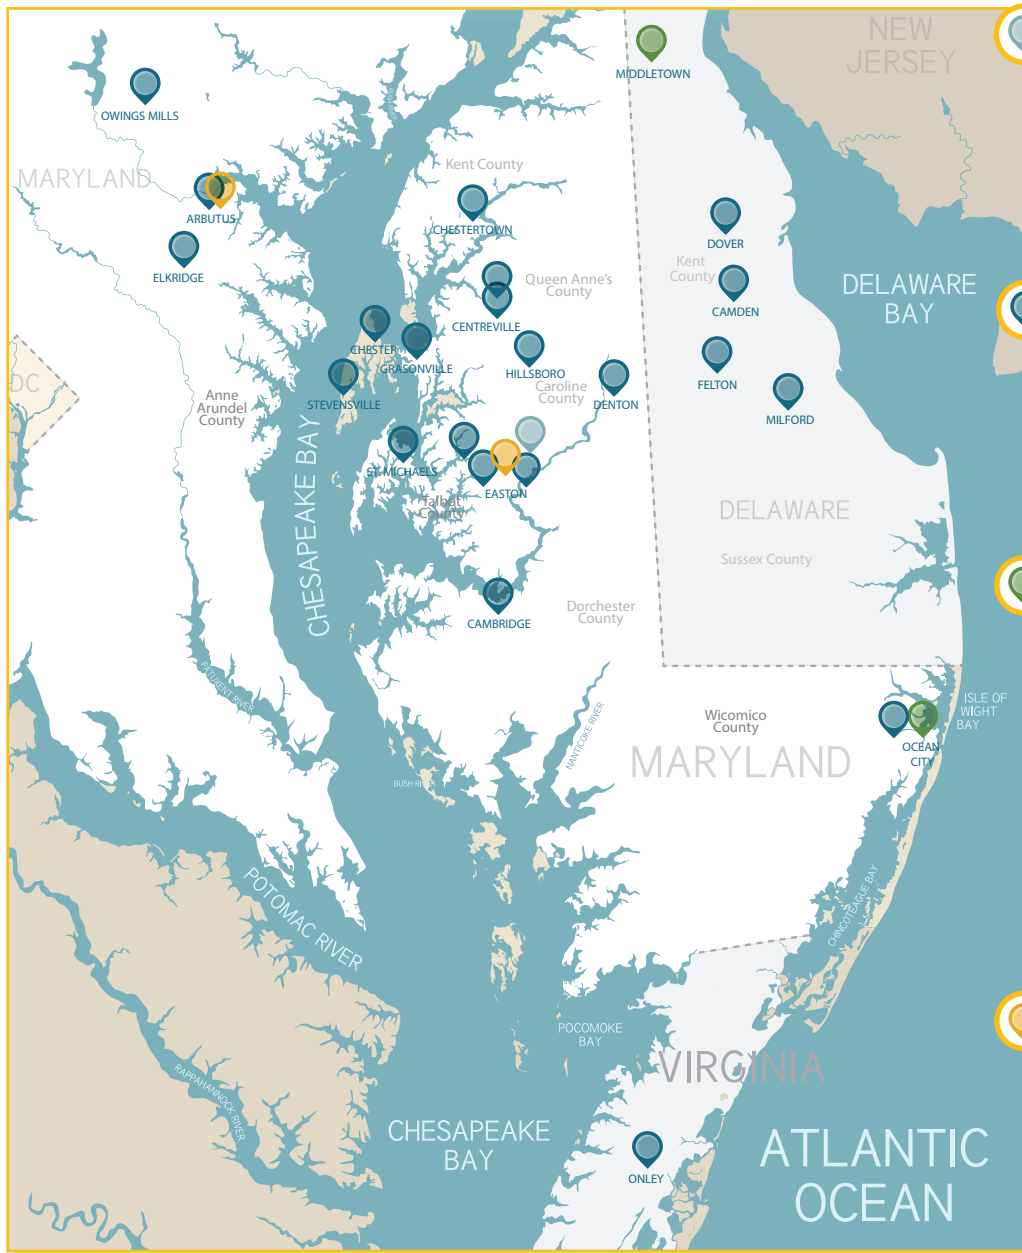 NEW
JERSEY
MIDDLETOWN
OWINGS MILLS
MARYLAND
Kent County
ARBUTUS
CHESTERTOWN
DOVER
ELKRIDGE
Kent
County
Queen Anne's
County
DELAWARE
BAY
CAMDEN
CENTREVILLE
CHESTER
GRASONVILLE
HILLSBORO
DC
Caroline
County
FELTON
Anne
Arundel
County
STEVENSVILLE
DENTON
MILFORD
CHESAPEAKE BAY
ST. MICHAELS
EASTON
Talbot
County
DELAWARE
Sussex County
CAMBRIDGE
Dorchester
County
PATUXENT RIVER
NANTICOKE RIVER
ISLE OF
WIGHT
BAY
Wicomico
County
OCEAN
CITY
MARYLAND
BUSH RIVER
POTOMAC RIVER
CHINCOTEAGUE BAY
POCOMOKE
BAY
VIRGINIA
RAPPAHANNOCK RIVER
CHESAPEAKE
BAY
ATLANTIC
OCEAN
ONLEY